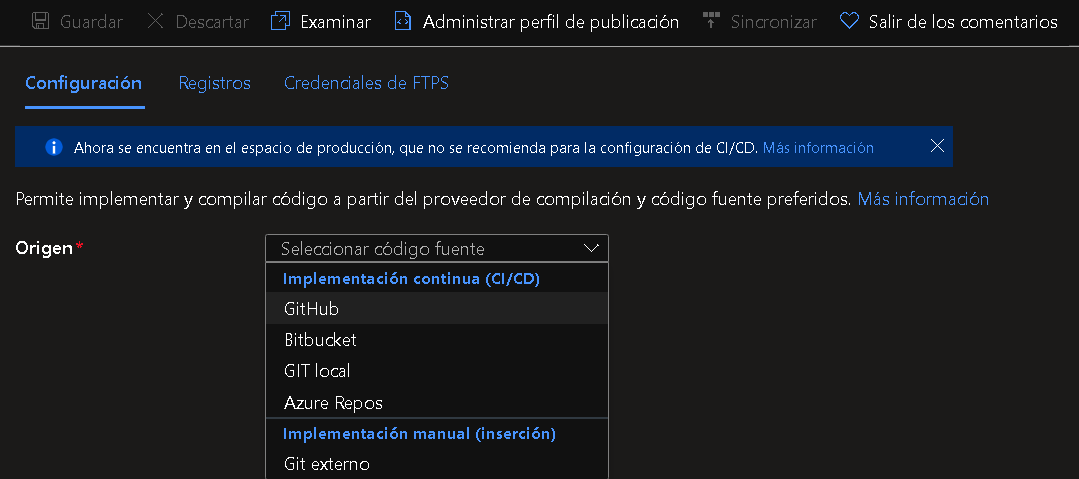 Guardar Descartar Examinar Administrar perfil de publicación Sincronizar Salir de los comentarios
Configuración Registros Credenciales de FTPS
Ahora se encuentra en el espacio de producción, que no se recomienda para la configuración de CI/CD. Más información
Permite implementar y compilar código a partir del proveedor de compilación y código fuente preferidos. Más información
Origen* Seleccionar código fuente
Implementación continua (CI/CD)
GitHub
Bitbucket
GIT local
Azure Repos
Implementación manual (inserción)
Git externo